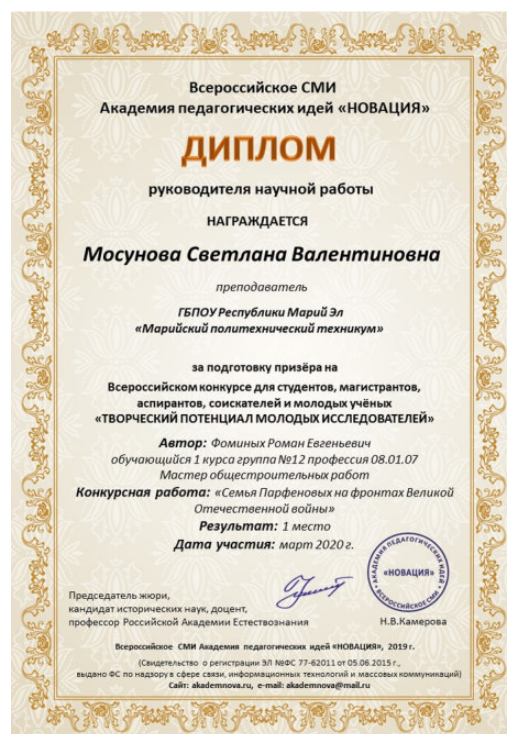 Всероссийское СМИ
Академия педагогических идей «НОВАЦИЯ»
ДИПЛОМ
руководителя научной работы
НАГРАЖДАЕТСЯ
Мосунова Светлана Валентиновна
преподаватель
ГБПОУ Республики Марий Эл
«Марийский политехнический техникум»
за подготовку призёра на
Всероссийском конкурсе для студентов, магистрантов,
аспирантов, соискателей и молодых учёных
«ТВОРЧЕСКИЙ ПОТЕНЦИАЛ МОЛОДЫХ ИССЛЕДОВАТЕЛЕЙ»
Автор: Фоминых Роман Евгеньевич
обучающийся 1 курса группа №12 профессия 08.01.07
Мастер общестроительных работ
Конкурсная работа: «Семья Парфеновых на фронтах Великой
Отечественной войны»
Результат: 1 место
Дата участия: март 2020 г.
АКАДЕМИЯ ПЕДАГОГИЧЕСКИХ ИДЕЙ
«НОВАЦИЯ»
ВСЕРОССИЙСКОЕ СМИ
Председатель жюри,
кандидат исторических наук, доцент,
профессор Российской Академии Естествознания
Н.В.Камерова
Всероссийское СМИ Академия педагогических идей «НОВАЦИЯ», 2019 г.
(Свидетельство о регистрации ЭЛ №ФС 77-62011 от 05.06.2015 г.,
выдано ФС по надзору в сфере связи, информационных технологий и массовых коммуникаций)
Сайт: akademnova.ru, e-mail: akademnova@mail.ru